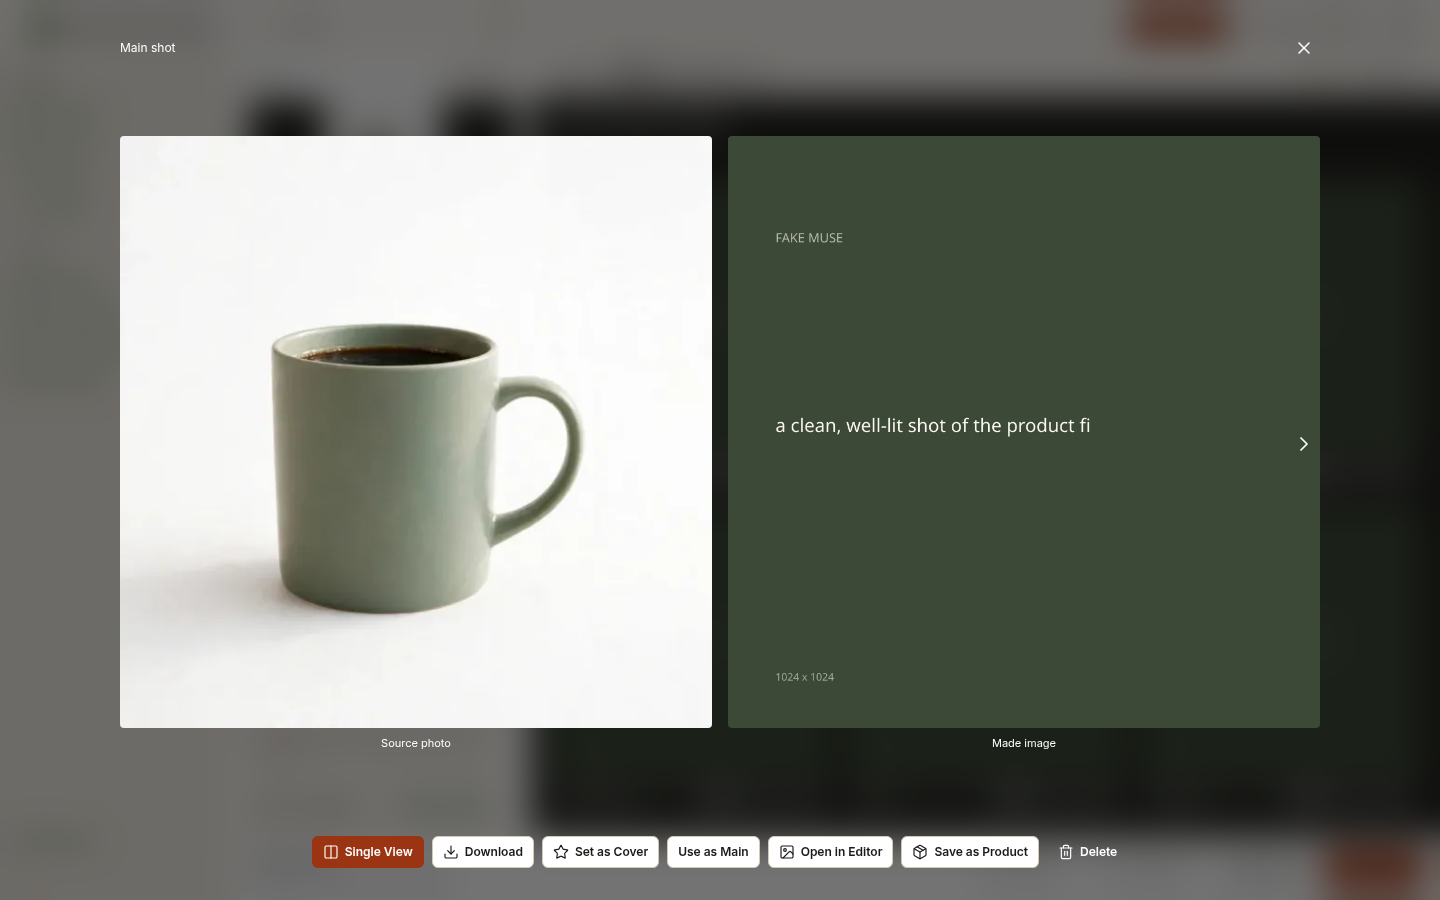 Main shot
FAKE MUSE
a clean, well-lit shot of the product fi
1024 x 1024
Source photo
Made image
Single View
Download
Set as Cover
Use as Main
Open in Editor
Save as Product
Delete